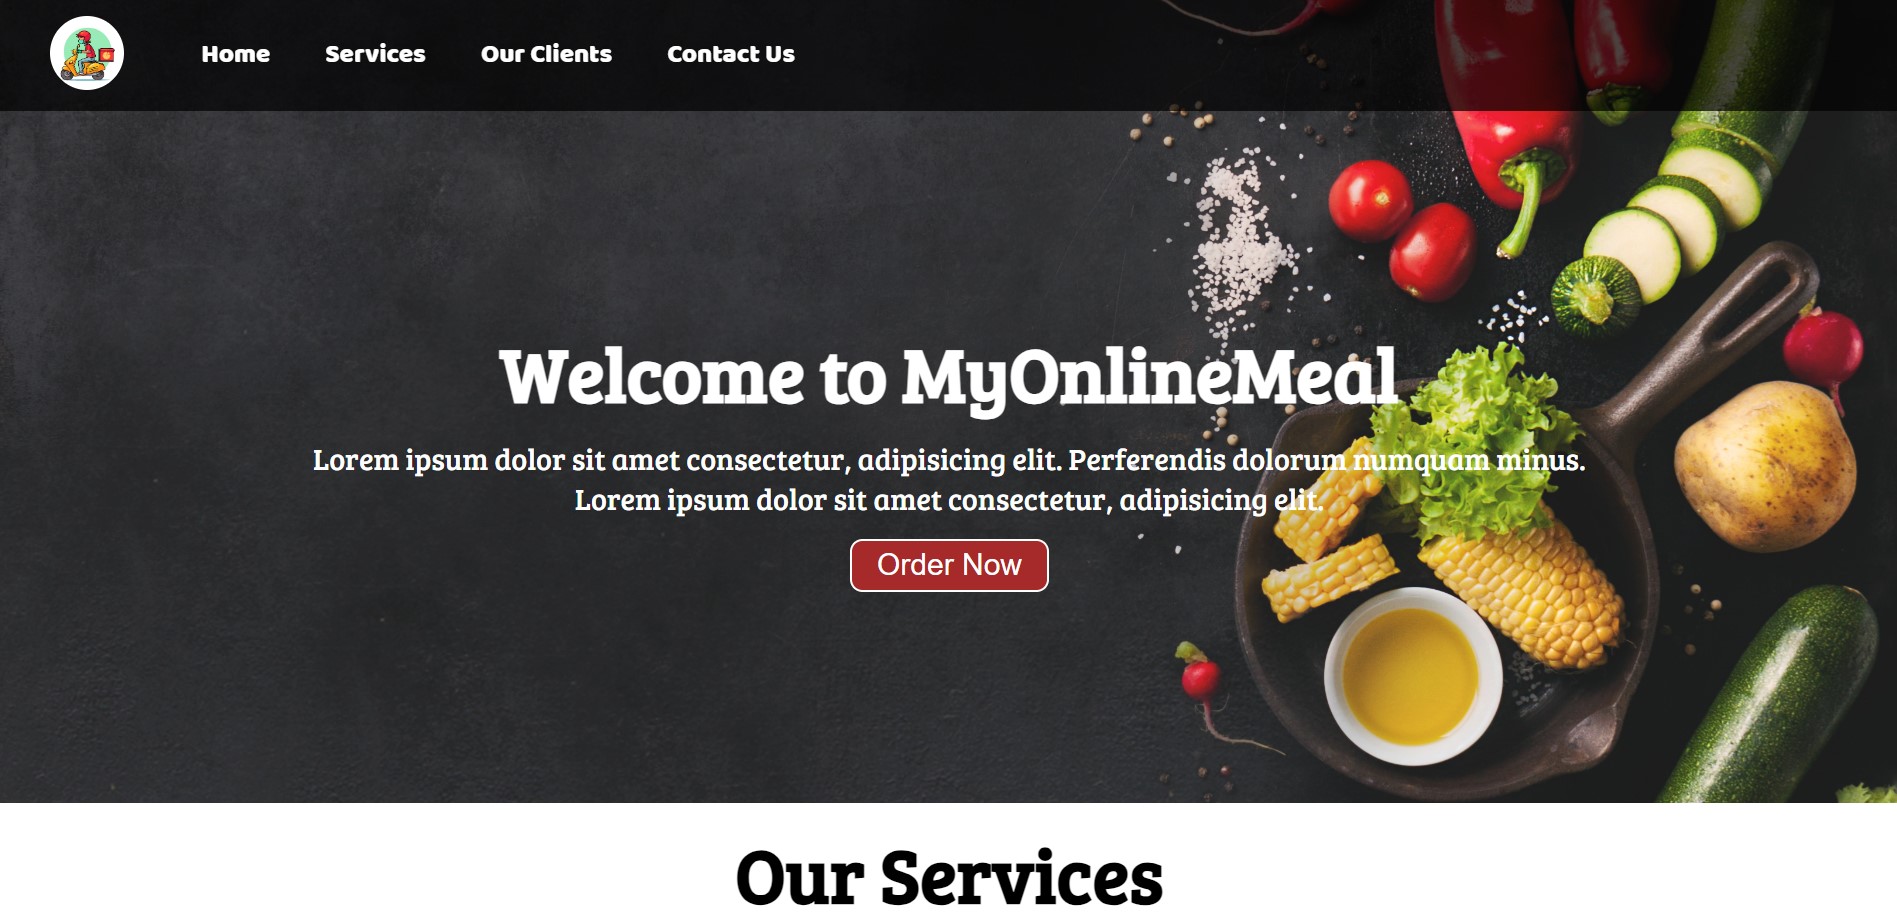 Home Services Our Clients Contact Us
Welcome to MyOnlineMeal
Lorem ipsum dolor sit amet consectetur, adipisicing elit. Perferendis dolorum numquam minus.
Lorem ipsum dolor sit amet consectetur, adipisicing elit.
Order Now
Our Services